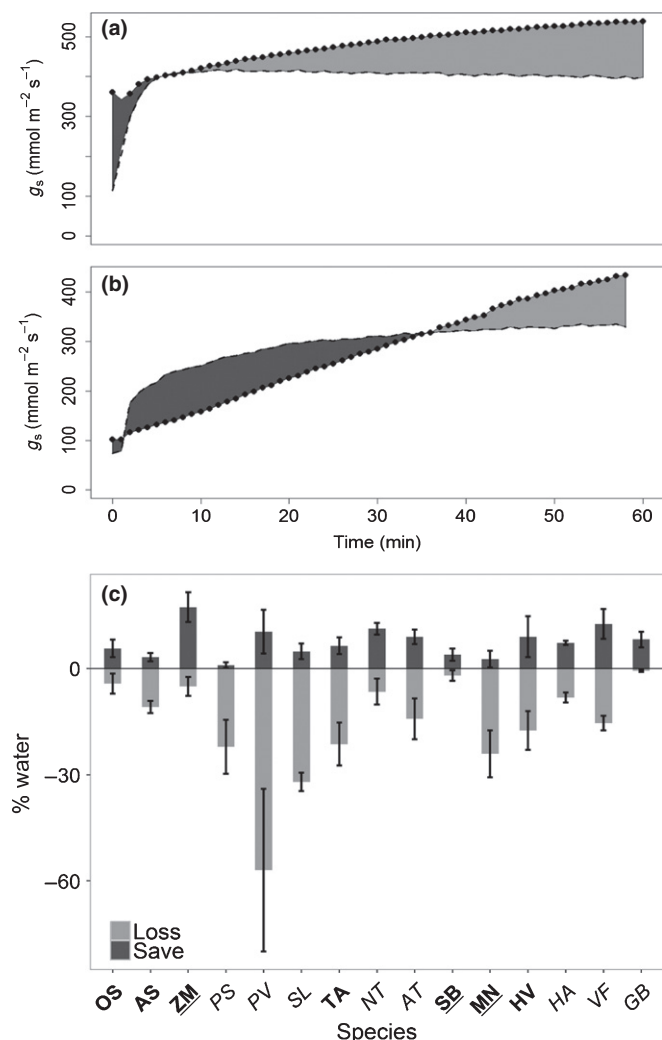 (a)
500
300
100
0
gs (mmol m−2 s−1)
(b)
400
300
200
100
0
gs (mmol m−2 s−1)
0 10 20 30 40 50 60
Time (min)
(c)
0
−30
−60
% water
Loss
Save
OS AS ZM PS PV SL TA NT AT SB MN HV HA VF GB
Species